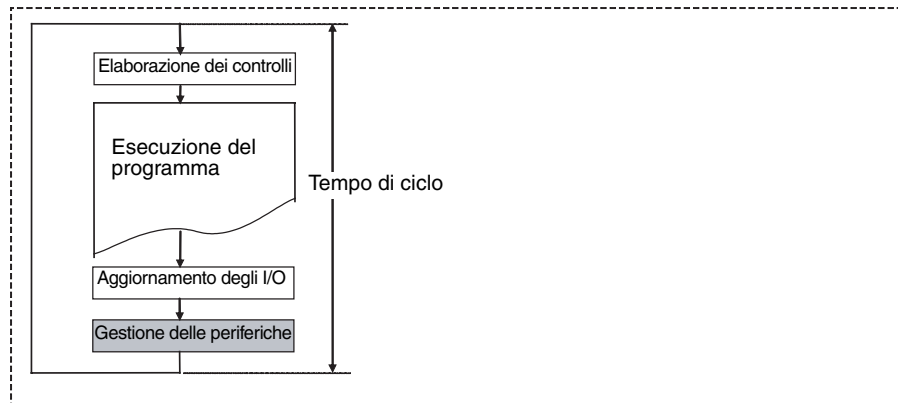 Elaborazione dei controlli
Esecuzione del
programma
Tempo di ciclo
Aggiornamento degli I/O
Gestione delle periferiche